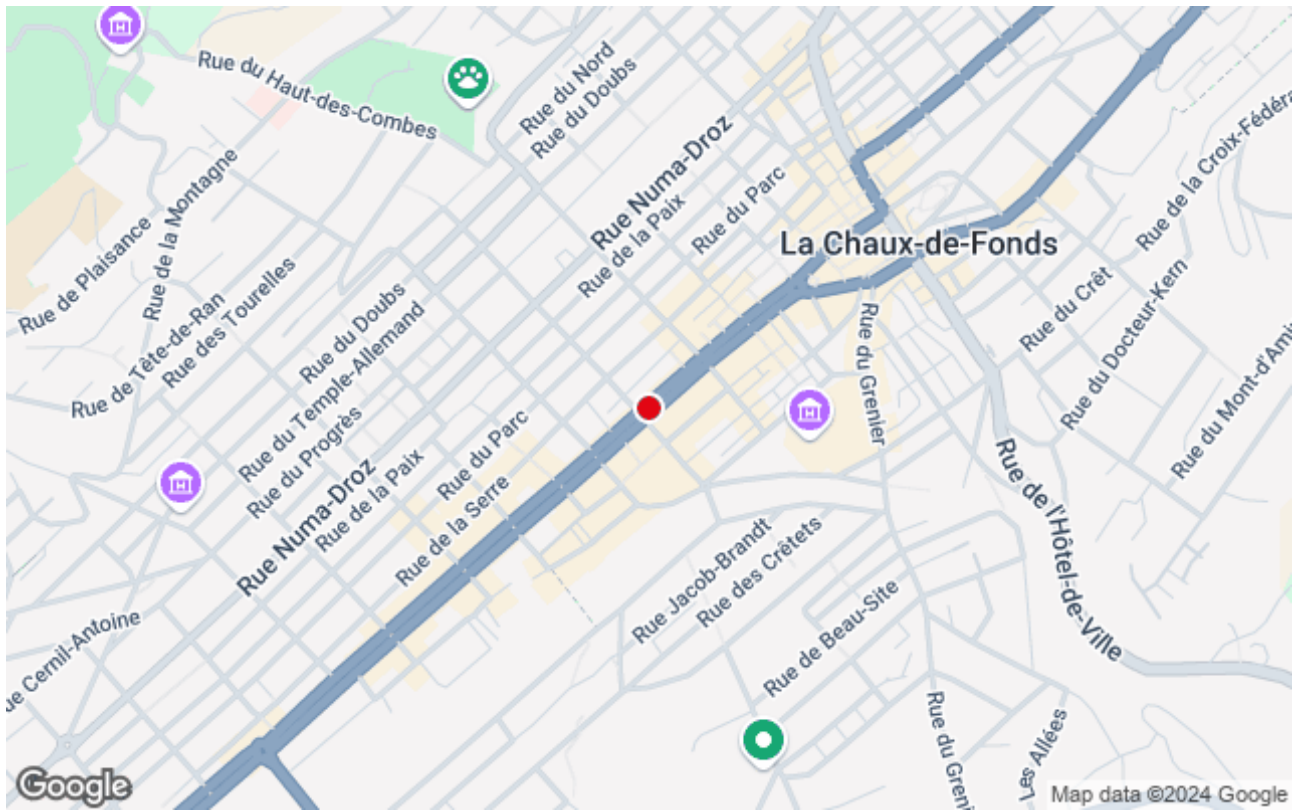 Rue du Haut-des-Combes
Rue du Nord
Rue du Doubs
Rue Numa-Droz
Rue de la Paix
Rue du Parc
Rue de la Croix-Fédéra
La Chaux-de-Fonds
Rue de Plaisance
Rue de la Montagne
Rue de Tête-de-Ran
Rue des Tourelles
Rue du Doubs
Rue du Temple-Allemand
Rue du Progrès
Rue Numa-Droz
Rue de la Paix
Rue du Parc
Rue de la Serre
Rue du Grenier
Rue du Crêt
Rue du Docteur-Kern
Rue du Mont-d'Ami
Rue de l'Hôtel-de-Ville
Rue Jacob-Brandt
Rue des Crêtets
Rue de Beau-Site
ue Cernil-Antoine
Rue du Greni
Les Allées
H
H
H
Google
Map data ©2024 Google